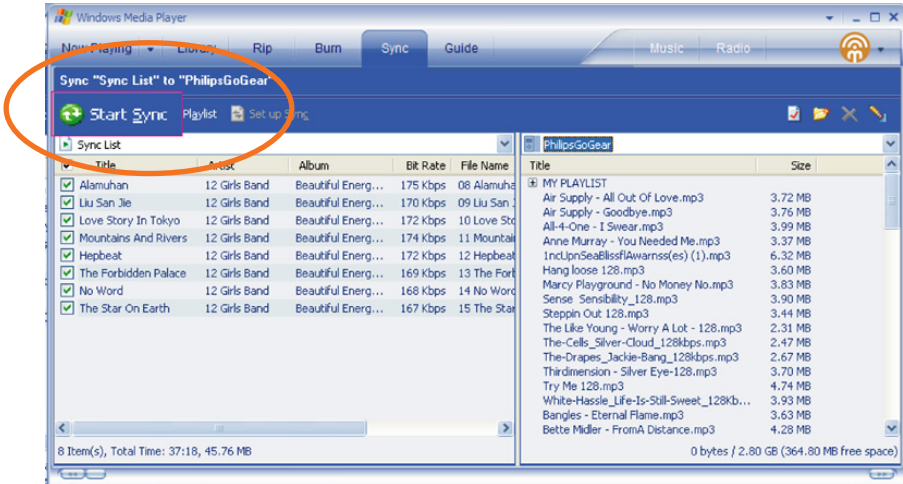 Windows Media Player
Now Playing Library Rip Burn Sync Guide Music Radio
Sync "Sync List" to "PhilipsGoGear"
Start Sync Playlist Set up Sync
Sync List
Title Artist Album Bit Rate File Name
Alamuhan 12 Girls Band Beautiful Energ... 175 Kbps 08 Alamuha
Liu San Jie 12 Girls Band Beautiful Energ... 170 Kbps 09 Liu San
Love Story In Tokyo 12 Girls Band Beautiful Energ... 172 Kbps 10 Love Sto
Mountains And Rivers 12 Girls Band Beautiful Energ... 174 Kbps 11 Mountai
Hepbeat 12 Girls Band Beautiful Energ... 172 Kbps 12 Hepbeat
The Forbidden Palace 12 Girls Band Beautiful Energ... 169 Kbps 13 The Forb
No Word 12 Girls Band Beautiful Energ... 168 Kbps 14 No Word
The Star On Earth 12 Girls Band Beautiful Energ... 167 Kbps 15 The Star
8 Item(s), Total Time: 37:18, 45.76 MB
PhilipsGoGear
Title Size
MY PLAYLIST
Air Supply - All Out Of Love.mp3 3.72 MB
Air Supply - Goodbye.mp3 3.76 MB
All-4-One - I Swear.mp3 3.99 MB
Anne Murray - You Needed Me.mp3 3.37 MB
1ncUpnSeaBlissflAwarnss(es) (1).mp3 6.32 MB
Hang loose 128.mp3 3.60 MB
Marcy Playground - No Money No.mp3 3.83 MB
Sense Sensibility_128.mp3 3.90 MB
Steppin Out 128.mp3 3.44 MB
The Like Young - Worry A Lot - 128.mp3 2.31 MB
The-Cells_Silver-Cloud_128kbps.mp3 2.47 MB
The-Drapes_Jackie-Bang_128kbps.mp3 2.67 MB
Thirdimension - Silver Eye-128.mp3 3.70 MB
Try Me 128.mp3 4.74 MB
White-Hassle_Life-Is-Still-Sweet_128Kb... 3.93 MB
Bangles - Eternal Flame.mp3 3.63 MB
Bette Midler - FromA Distance.mp3 4.28 MB
0 bytes / 2.80 GB (364.80 MB free space)